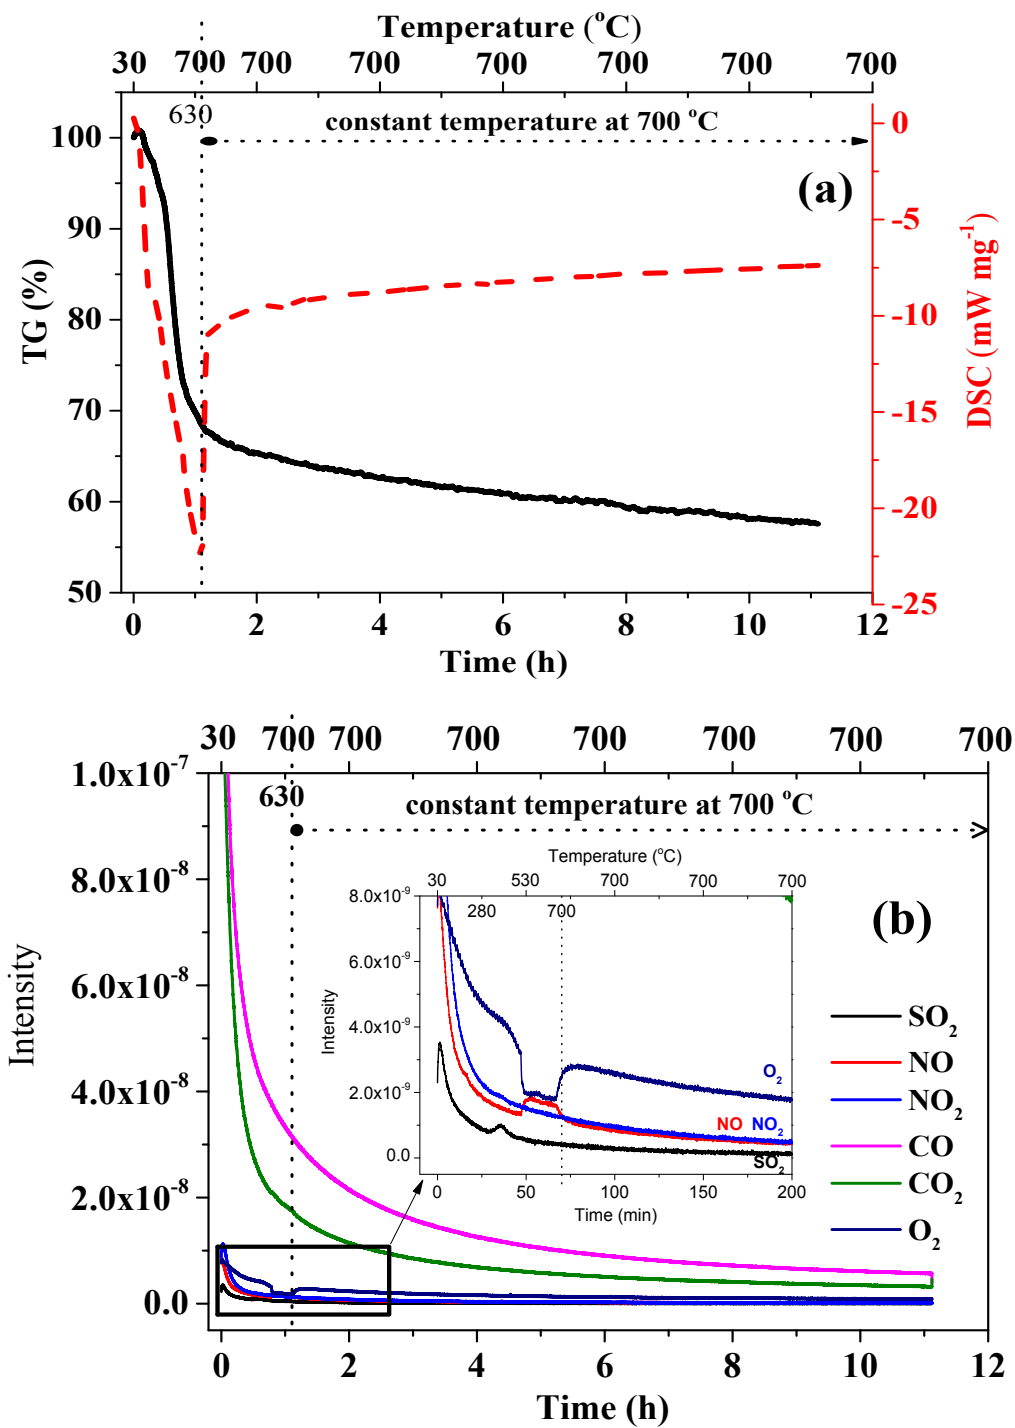 Temperature (°C)
30 700 700 700 700 700 700
630
constant temperature at 700 °C
(a)
100
90
80
70
60
50
TG (%)
0
-5
-10
-15
-20
-25
DSC (mW mg⁻¹)
0 2 4 6 8 10 12
Time (h)
30 700 700 700 700 700 700
630
constant temperature at 700 °C
(b)
1.0x10⁻⁷
8.0x10⁻⁸
6.0x10⁻⁸
4.0x10⁻⁸
2.0x10⁻⁸
0.0
Intensity
Temperature (°C)
30 530 700 700 700
280 700
8.0x10⁻⁹
6.0x10⁻⁹
4.0x10⁻⁹
2.0x10⁻⁹
0.0
Intensity
O₂
NO NO₂
SO₂
0 50 100 150 200
Time (min)
SO₂
NO
NO₂
CO
CO₂
O₂
0 2 4 6 8 10 12
Time (h)